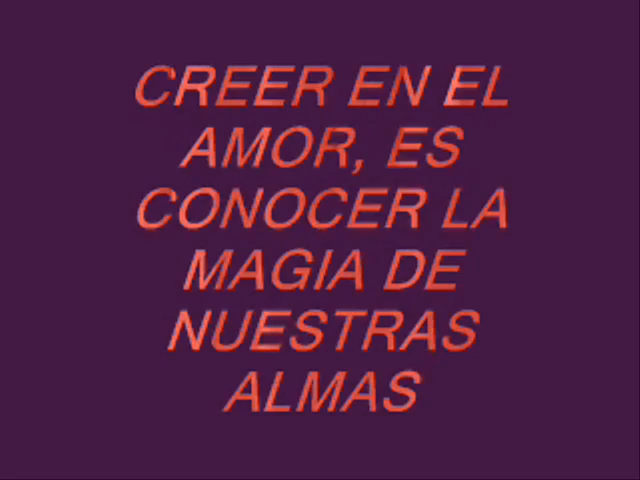 CREER EN EL
AMOR, ES
CONOCER LA
MAGIA DE
NUESTRAS
ALMAS